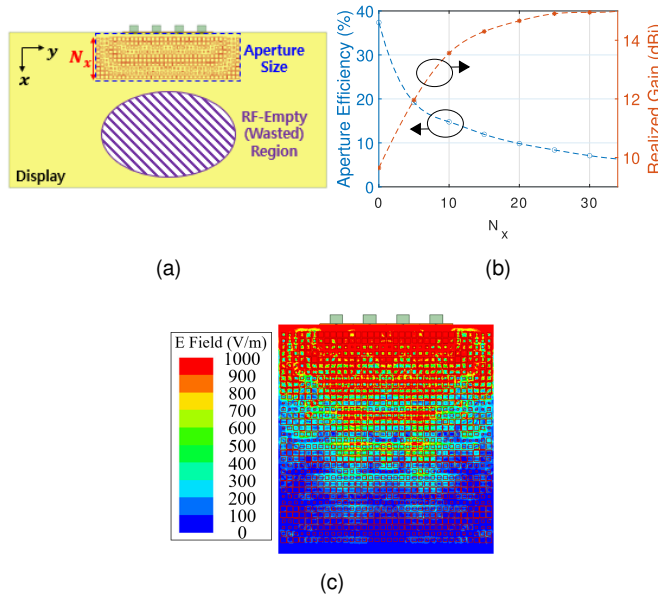 y
x
N_x
Aperture
Size
RF-Empty
(Wasted)
Region
Display
(a)
Aperture Efficiency (%)
40
30
20
10
0
0
10
20
30
N_x
Realized Gain (dBi)
14
12
10
(b)
E Field (V/m)
1000
900
800
700
600
500
400
300
200
100
0
(c)